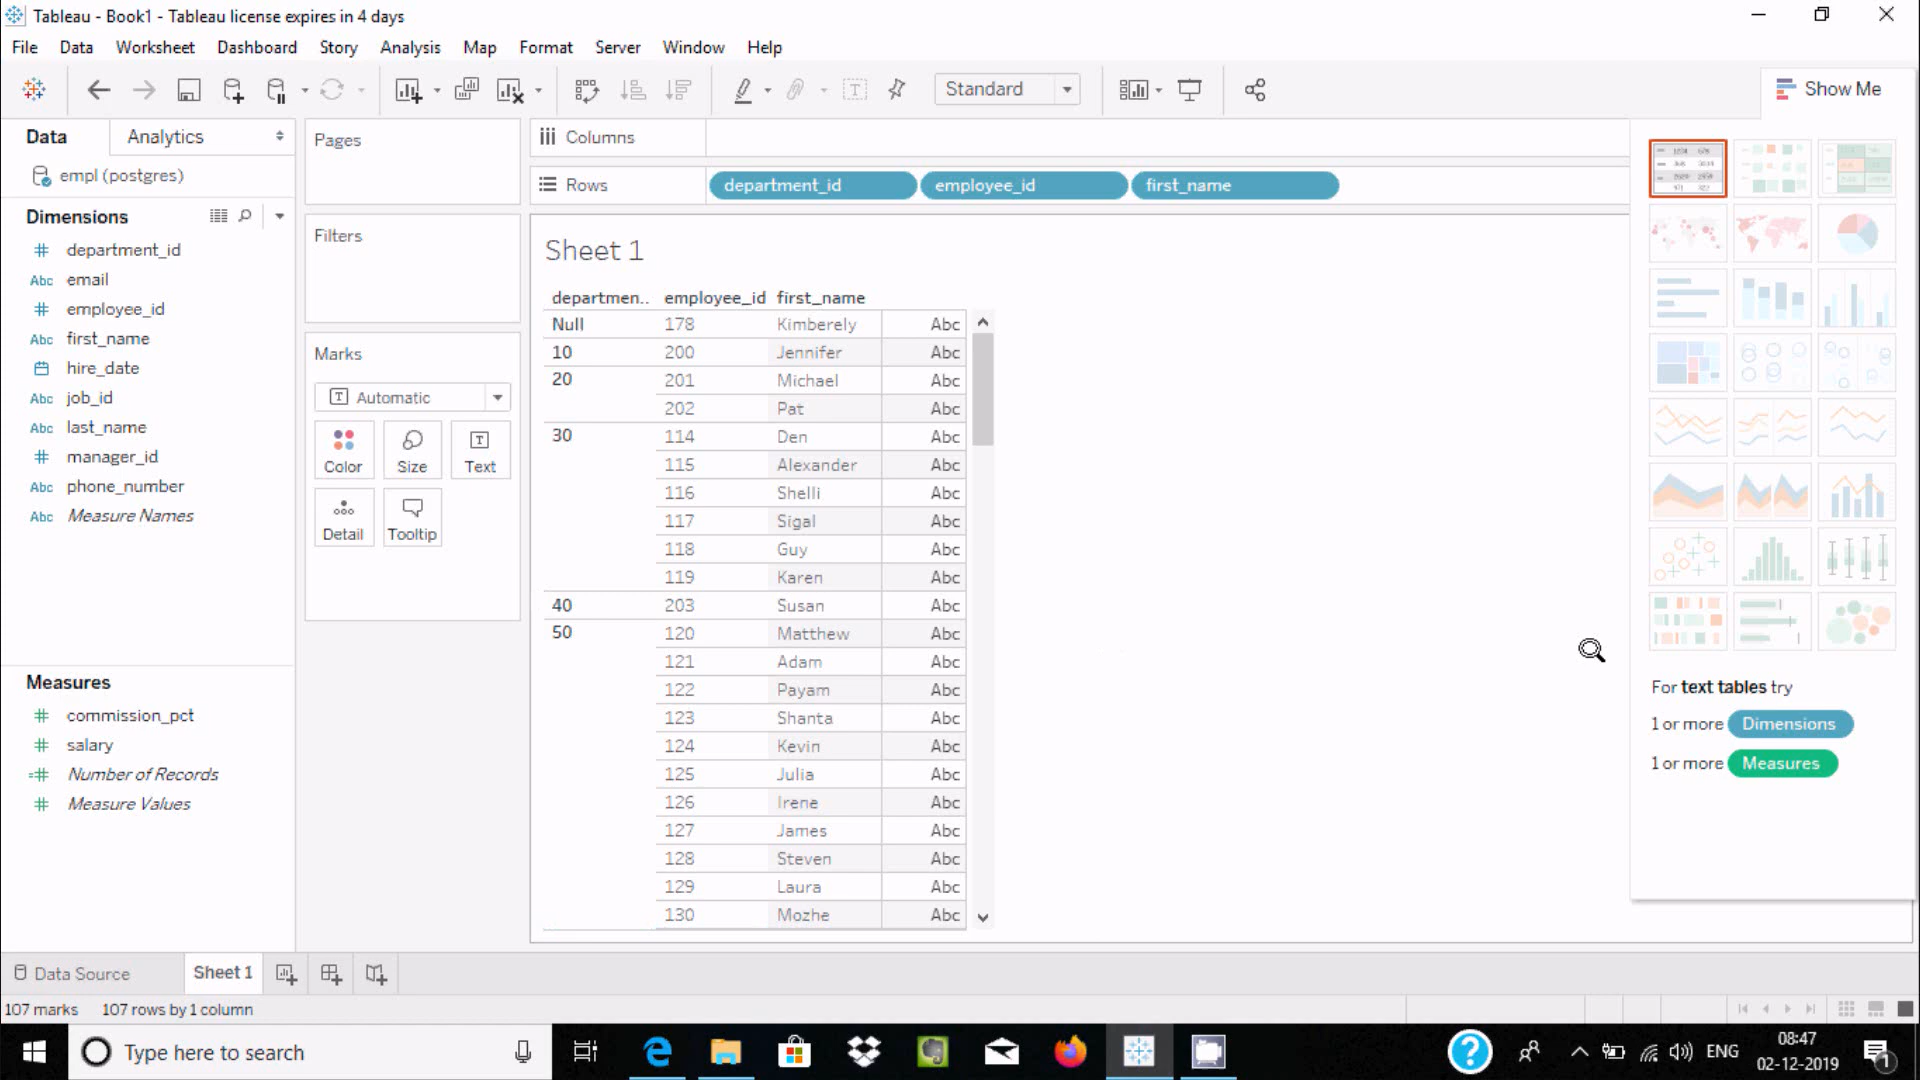 Tableau - Book1 - Tableau license expires in 4 days
File Data Worksheet Dashboard Story Analysis Map Format Server Window Help
Standard
Show Me
Data Analytics
Pages
Columns
empl (postgres)
Rows department_id employee_id first_name
Dimensions
Filters
# department_id
Abc email
# employee_id
Abc first_name
hire_date
Abc job_id
Abc last_name
# manager_id
Abc phone_number
Abc Measure Names
Marks
Automatic
Color Size Text
Detail Tooltip
Sheet 1
departmen.. employee_id first_name
Null 178 Kimberely Abc
10 200 Jennifer Abc
20 201 Michael Abc
202 Pat Abc
30 114 Den Abc
115 Alexander Abc
116 Shelli Abc
117 Sigal Abc
118 Guy Abc
119 Karen Abc
40 203 Susan Abc
50 120 Matthew Abc
121 Adam Abc
122 Payam Abc
123 Shanta Abc
124 Kevin Abc
125 Julia Abc
126 Irene Abc
127 James Abc
128 Steven Abc
129 Laura Abc
130 Mozhe Abc
Measures
# commission_pct
# salary
=# Number of Records
# Measure Values
For text tables try
1 or more Dimensions
1 or more Measures
Data Source Sheet 1
107 marks 107 rows by 1 column
Type here to search
ENG
08:47
02-12-2019
1